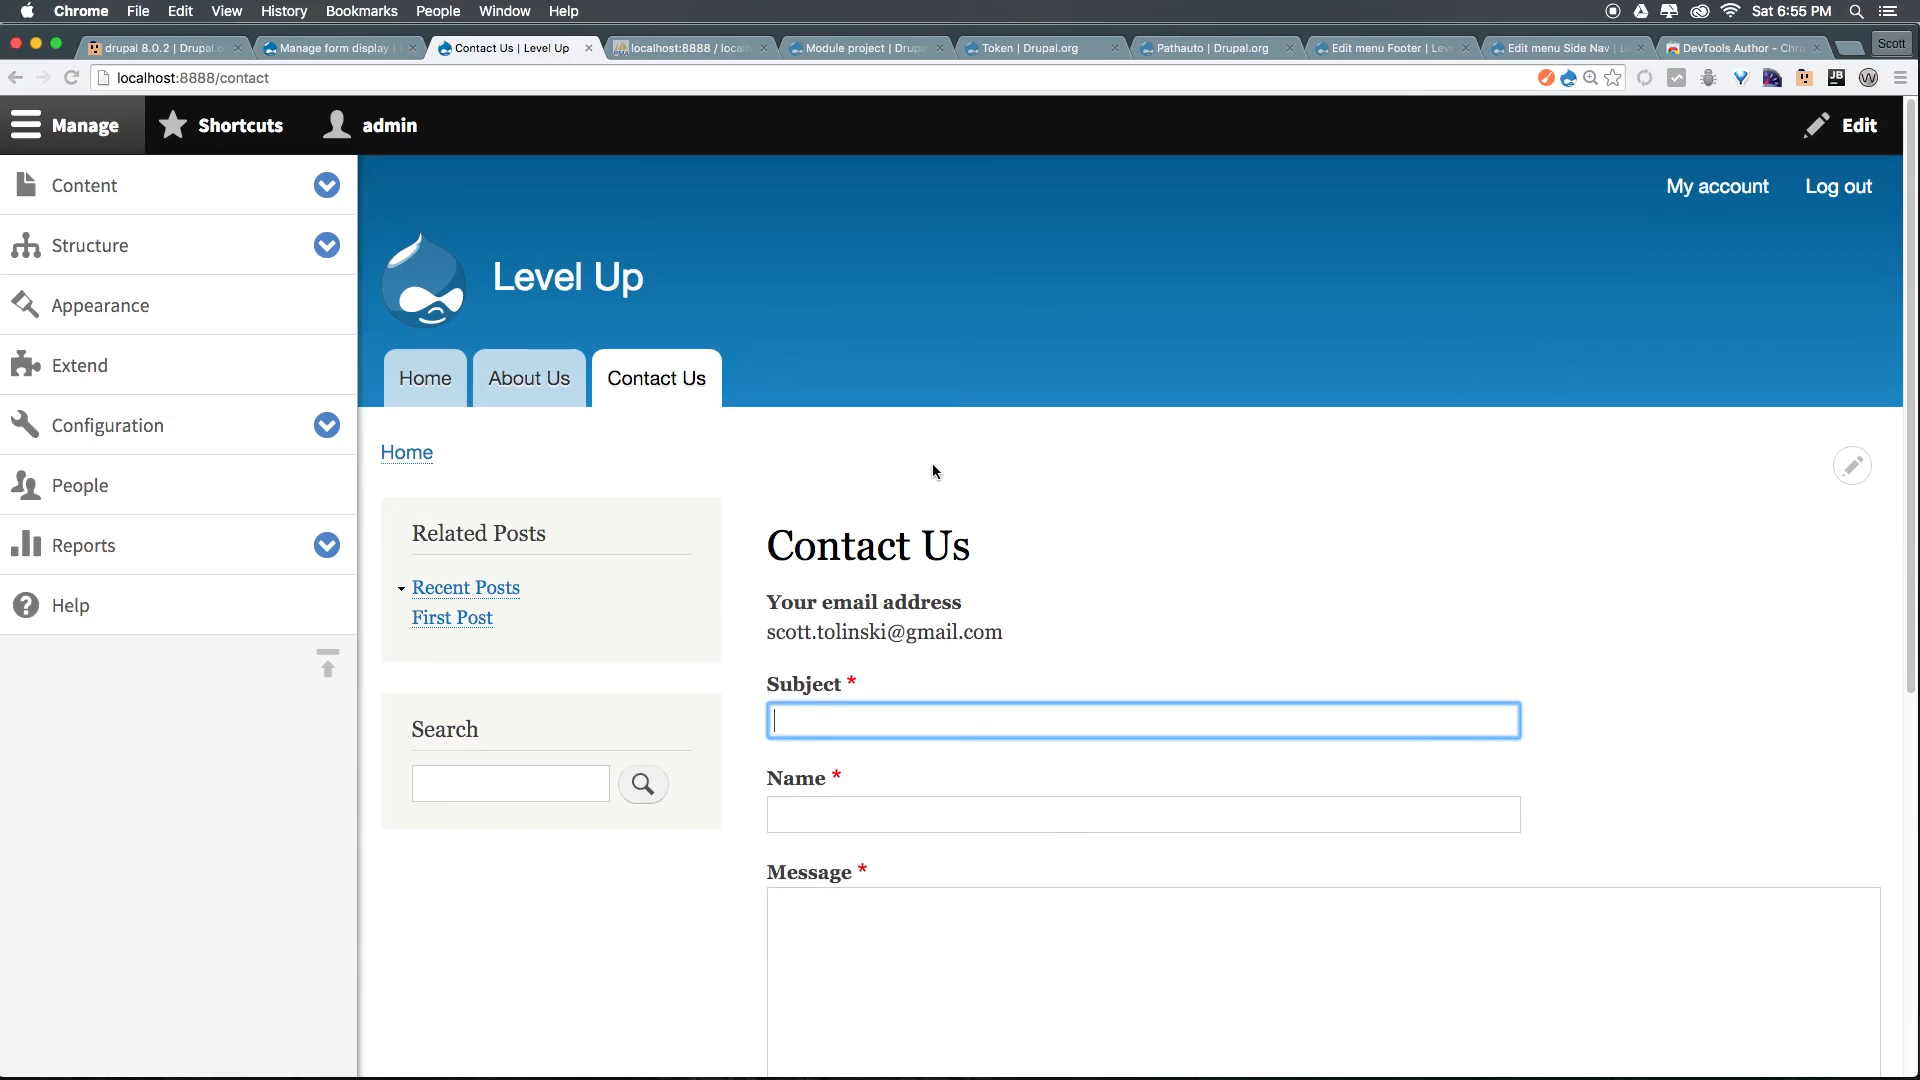 Chrome File Edit View History Bookmarks People Window Help Sat 6:55 PM
drupal 8.0.2 | Drupal.o Manage form display | Contact Us | Level Up localhost:8888 / locall Module project | Drupa Token | Drupal.org Pathauto | Drupal.org Edit menu Footer | Lev Edit menu Side Nav | L DevTools Author - Chro Scott
localhost:8888/contact
Manage Shortcuts admin Edit
Content
Structure
Appearance
Extend
Configuration
People
Reports
Help
My account Log out
Level Up
Home About Us Contact Us
Home
Related Posts
Recent Posts
First Post
Search
Contact Us
Your email address
scott.tolinski@gmail.com
Subject *
Name *
Message *